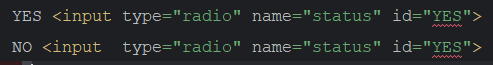 YES <input type="radio" name="status" id="YES">
NO <input  type="radio" name="status" id="YES">